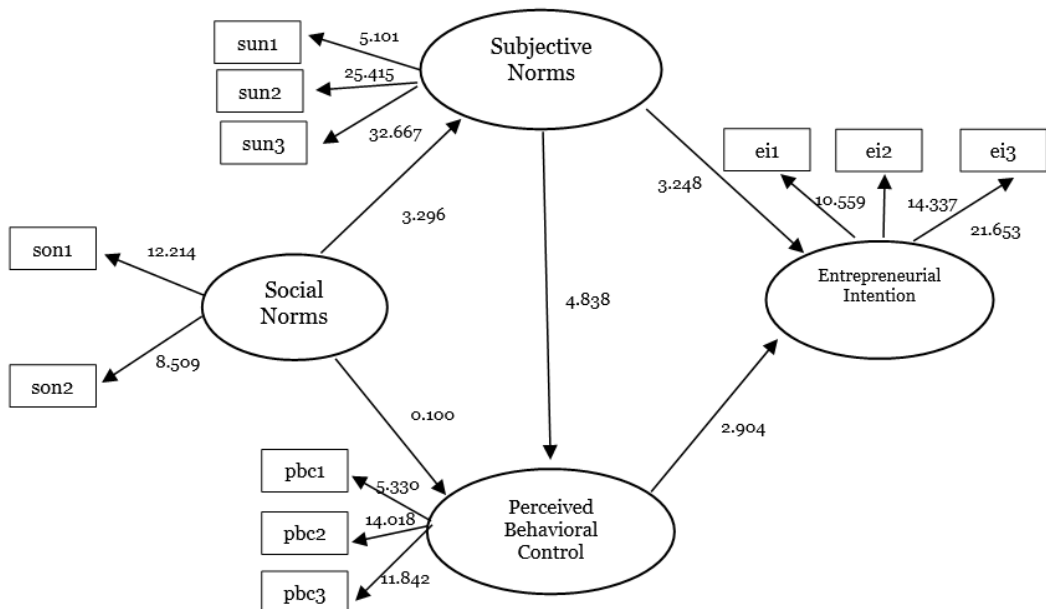 sun1
5.101
Subjective
Norms
sun2
25.415
sun3
32.667
ei1
ei2
ei3
3.248
10.559
14.337
21.653
3.296
son1
12.214
Social
Norms
Entrepreneurial
Intention
4.838
son2
8.509
0.100
2.904
pbc1
5.330
Perceived
Behavioral
Control
pbc2
14.018
pbc3
11.842